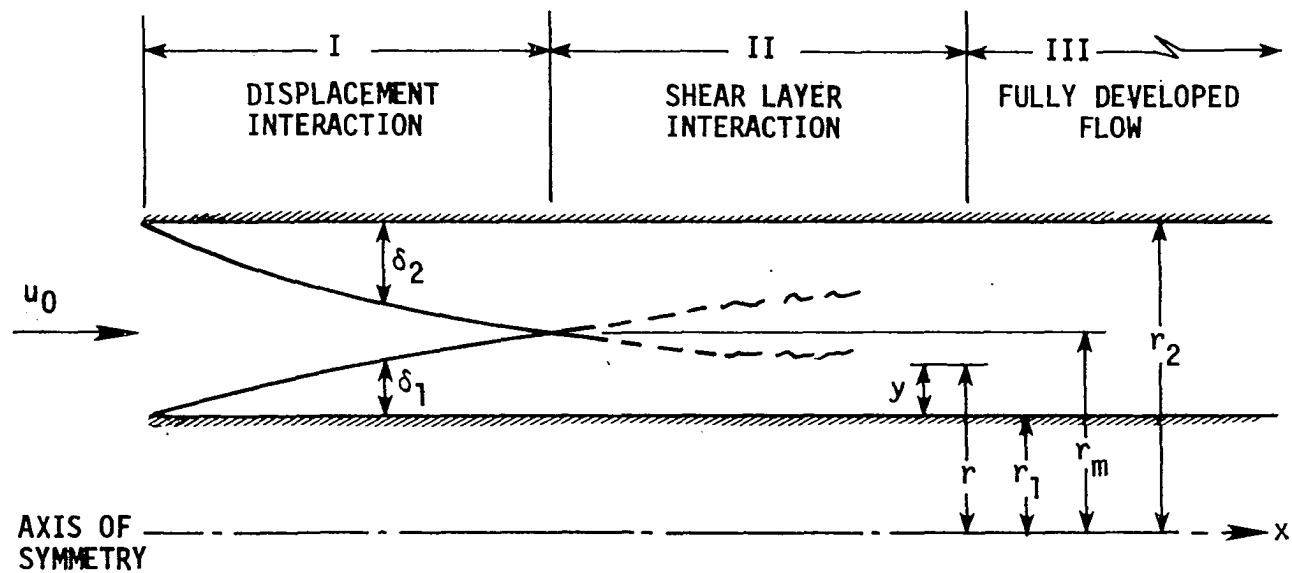 I
II
III
DISPLACEMENT
INTERACTION
SHEAR LAYER
INTERACTION
FULLY DEVELOPED
FLOW
u0
δ2
δ1
y
r
r1
rm
r2
AXIS OF
SYMMETRY
x